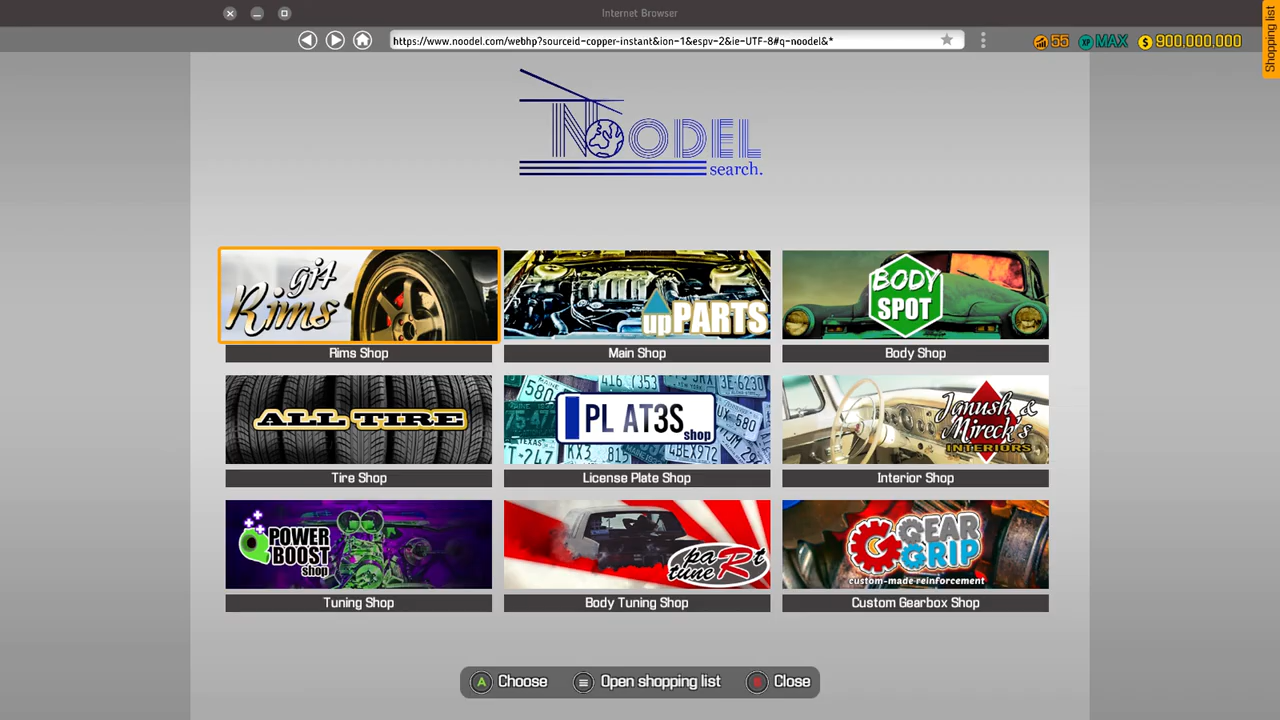 Internet Browser
https://www.noodel.com/webhp?sourceid-copper-instant&ion-1&espv-2&ie-UTF-8#q-noodel&*
55
XP MAX
$ 900,000,000
Shopping list
NOODEL
search.
gi4
Rims
upPARTS
BODY
SPOT
Rims Shop
Main Shop
Body Shop
ALL TIRE
PL AT3S
shop
Janush &
Mireck's
INTERIORS
Tire Shop
License Plate Shop
Interior Shop
POWER
BOOST
shop
paRt
tuneR
GEAR
GRIP
custom-made reinforcement
Tuning Shop
Body Tuning Shop
Custom Gearbox Shop
A Choose
Open shopping list
Close